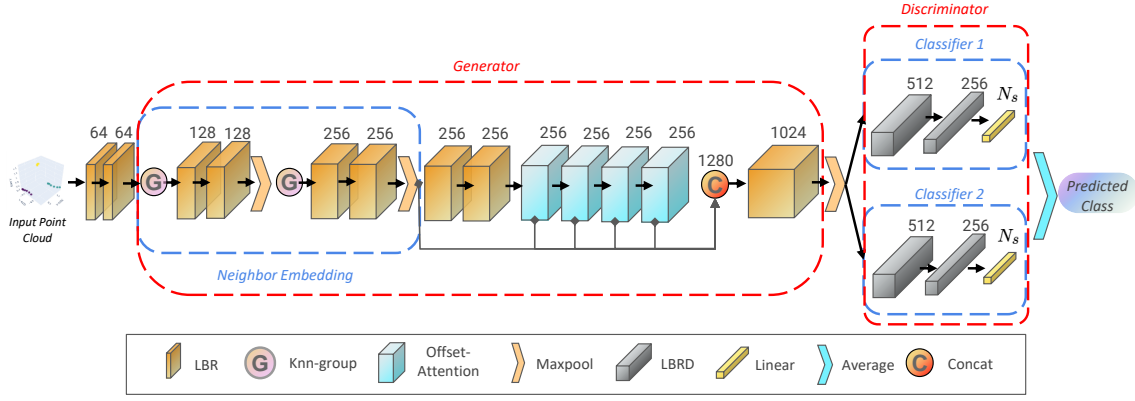 Discriminator
Generator
Classifier 1
512 256 N_s
64 64
128 128
256 256
256 256
256 256 256 256
1280
1024
G
G
C
Input Point
Cloud
Neighbor Embedding
Classifier 2
512 256 N_s
Predicted
Class
LBR
G Knn-group
Offset-
Attention
Maxpool
LBRD
Linear
Average
C Concat